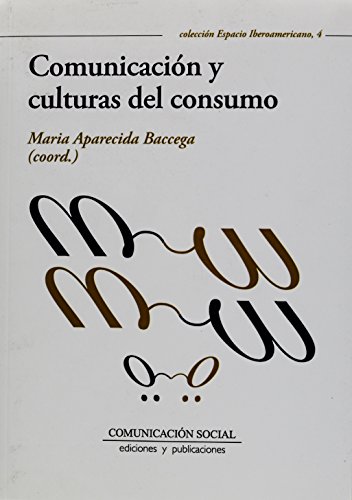 colección Espacio Iberoamericano, 4
Comunicación y
culturas del consumo
Maria Aparecida Baccega
(coord.)
COMUNICACIÓN SOCIAL
ediciones y publicaciones